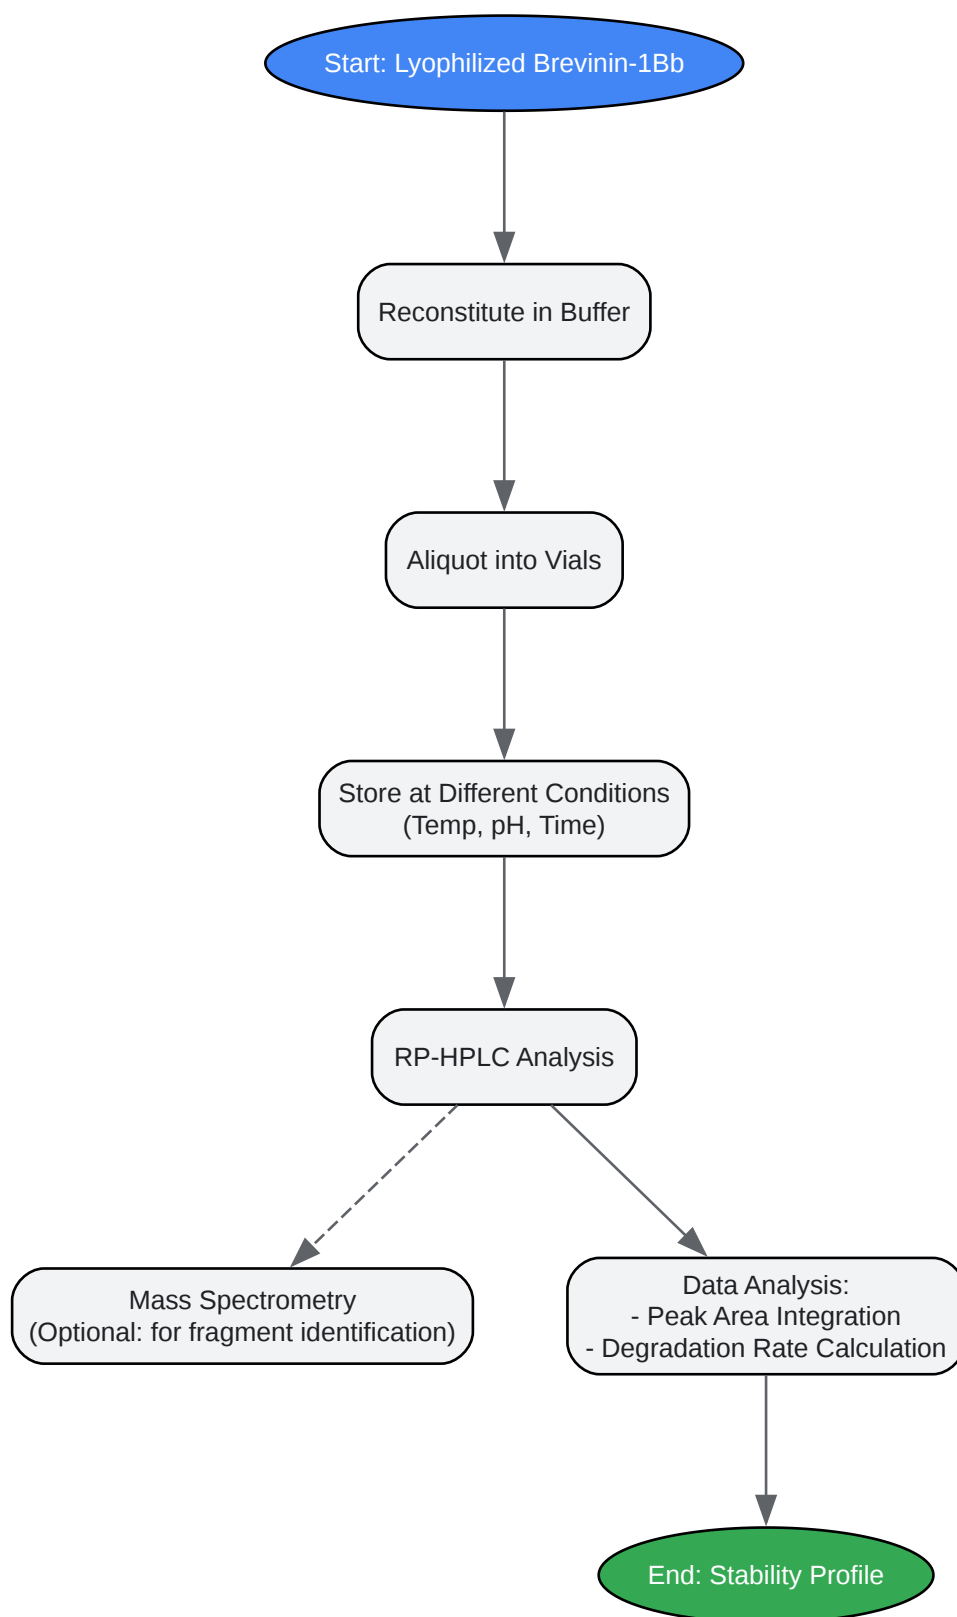 Start: Lyophilized Brevinin-1Bb
Reconstitute in Buffer
Aliquot into Vials
Store at Different Conditions
(Temp, pH, Time)
RP-HPLC Analysis
Mass Spectrometry
(Optional: for fragment identification)
Data Analysis:
- Peak Area Integration
- Degradation Rate Calculation
End: Stability Profile